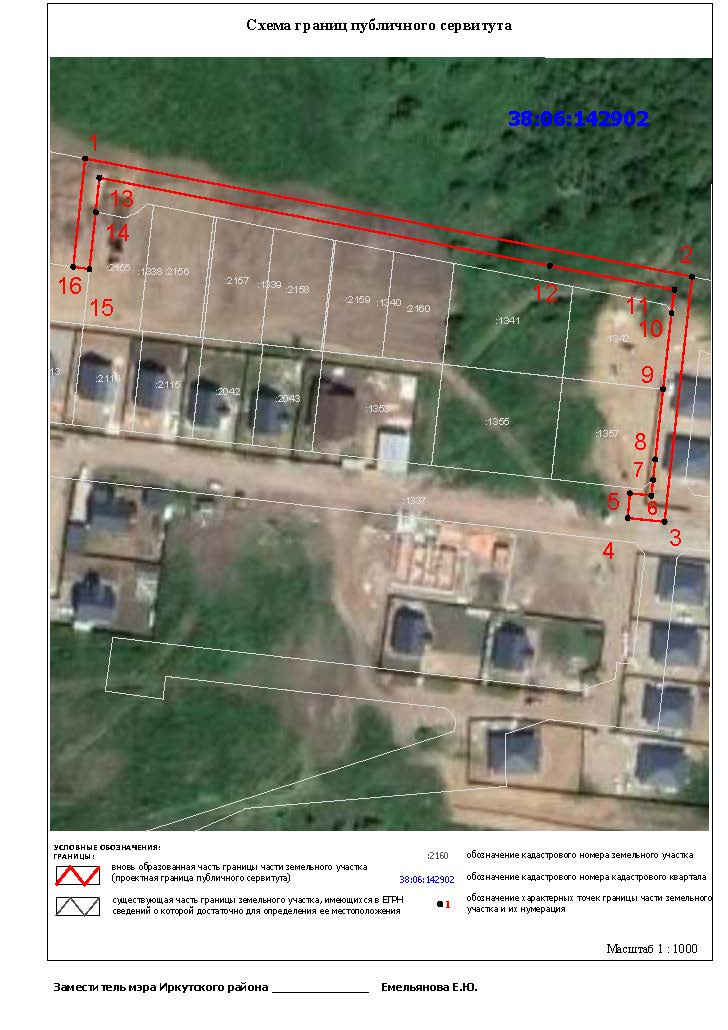 Схема границ публичного сервитута
38:06:142902
1
13
14
:2155
:1338
:2156
16
15
:2157
:1339
:2158
:2159
:1340
:2160
12
2
11
10
:1341
:1342
9
13
:2115
:2042
:2043
:1355
:1357
8
7
5
6
:1337
3
4
УСЛОВНЫЕ ОБОЗНАЧЕНИЯ:
ГРАНИЦЫ:
вновь образованная часть границы части земельного участка
(проектная граница публичного сервитута)
существующая часть границы земельного участка, имеющихся в ЕГРН
сведений о которой достаточно для определения ее местоположения
:2160
обозначение кадастрового номера земельного участка
38:06:142902
обозначение кадастрового номера кадастрового квартала
1
обозначение характерных точек границы части земельного
участка и их нумерация
Масштаб 1 : 1000
Заместитель мэра Иркутского района _______________ Емельянова Е.Ю.